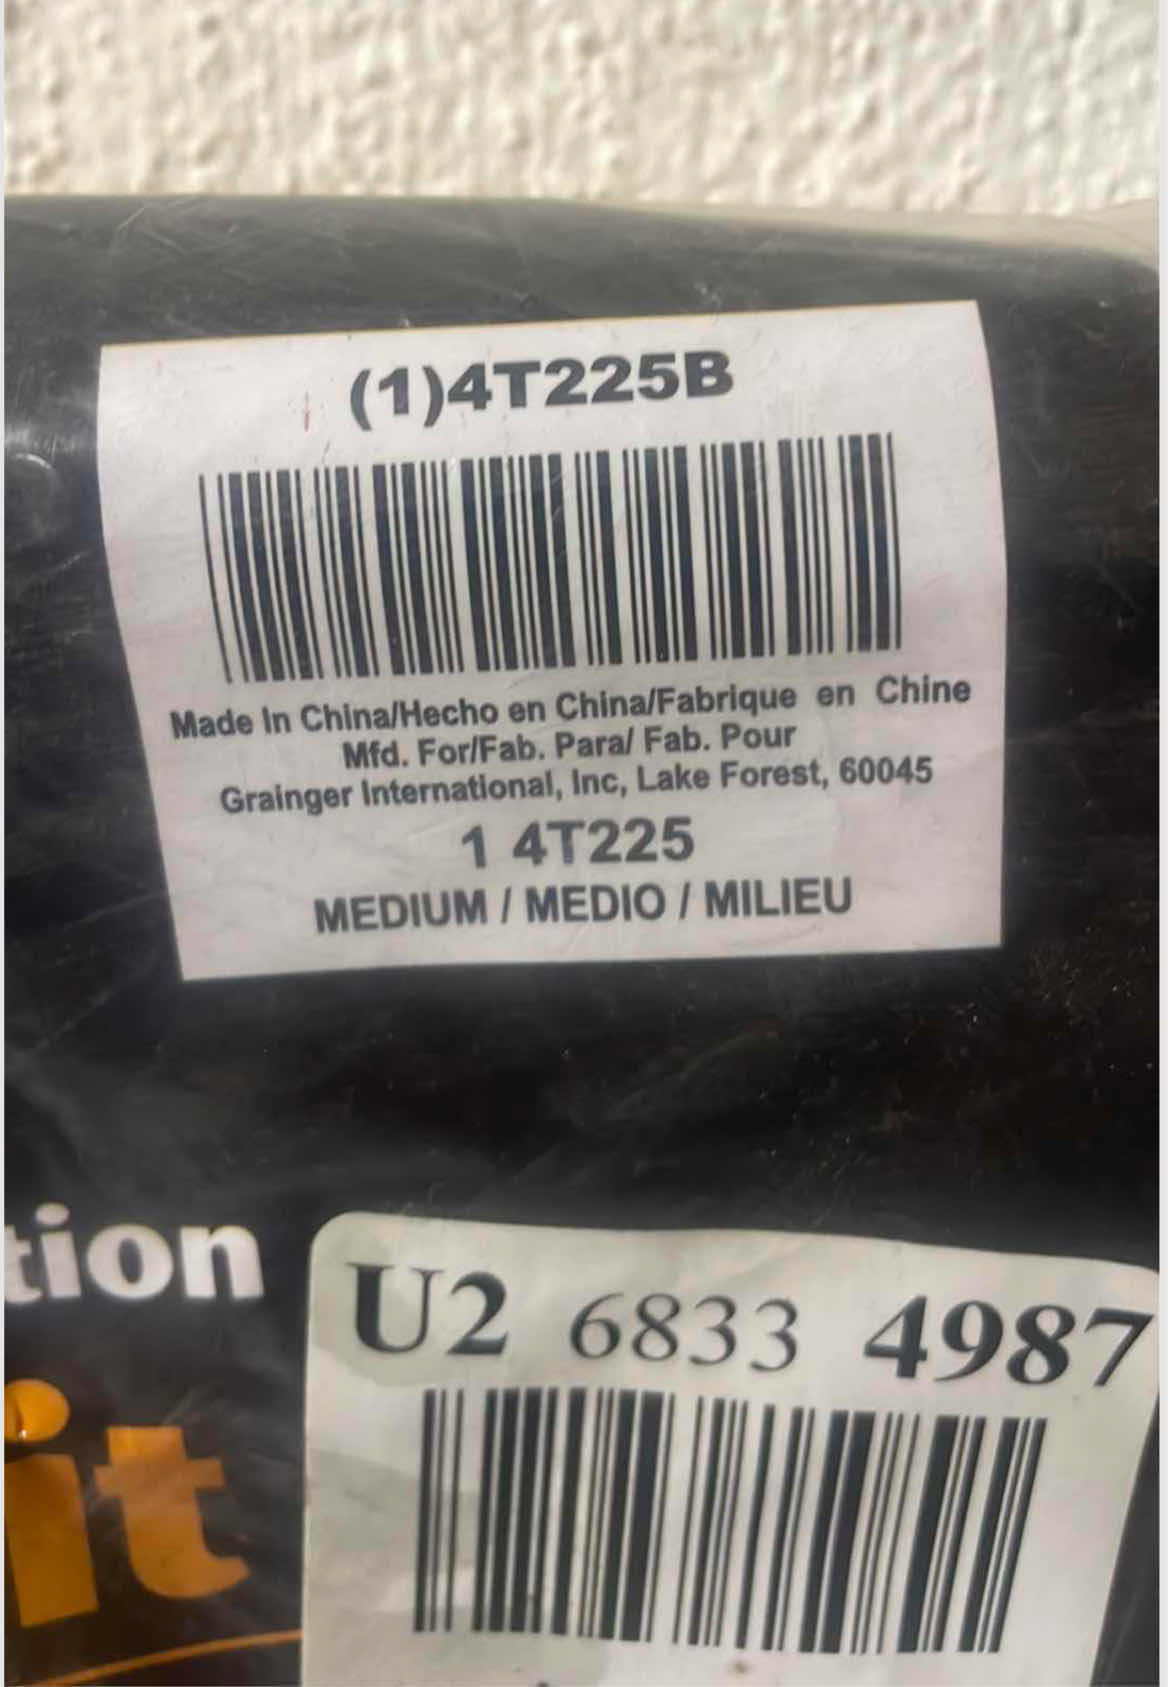 (1)4T225B
Made In China/Hecho en China/Fabrique en Chine
Mfd. For/Fab. Para/ Fab. Pour
Grainger International, Inc, Lake Forest, 60045
1 4T225
MEDIUM / MEDIO / MILIEU
tion
U2 6833 4987
it